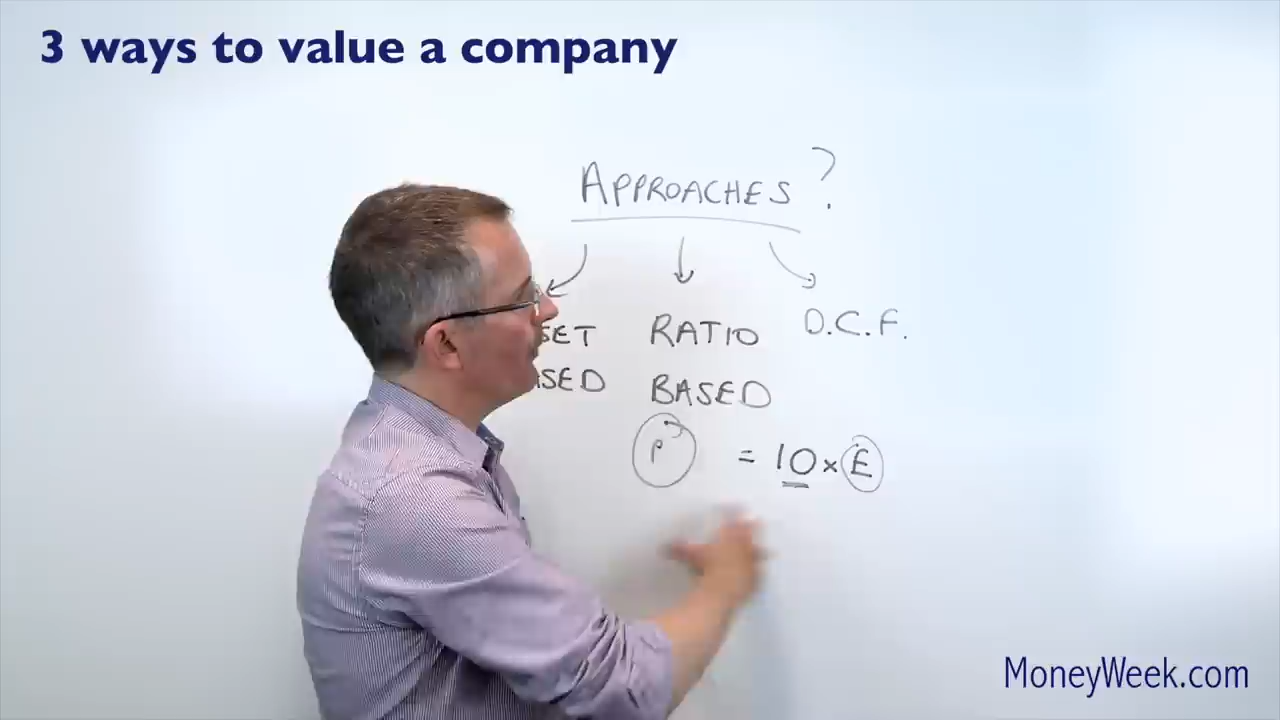 3 ways to value a company
APPROACHES?
RATIO D.C.F.
BASED
P = 10 x E
MoneyWeek.com